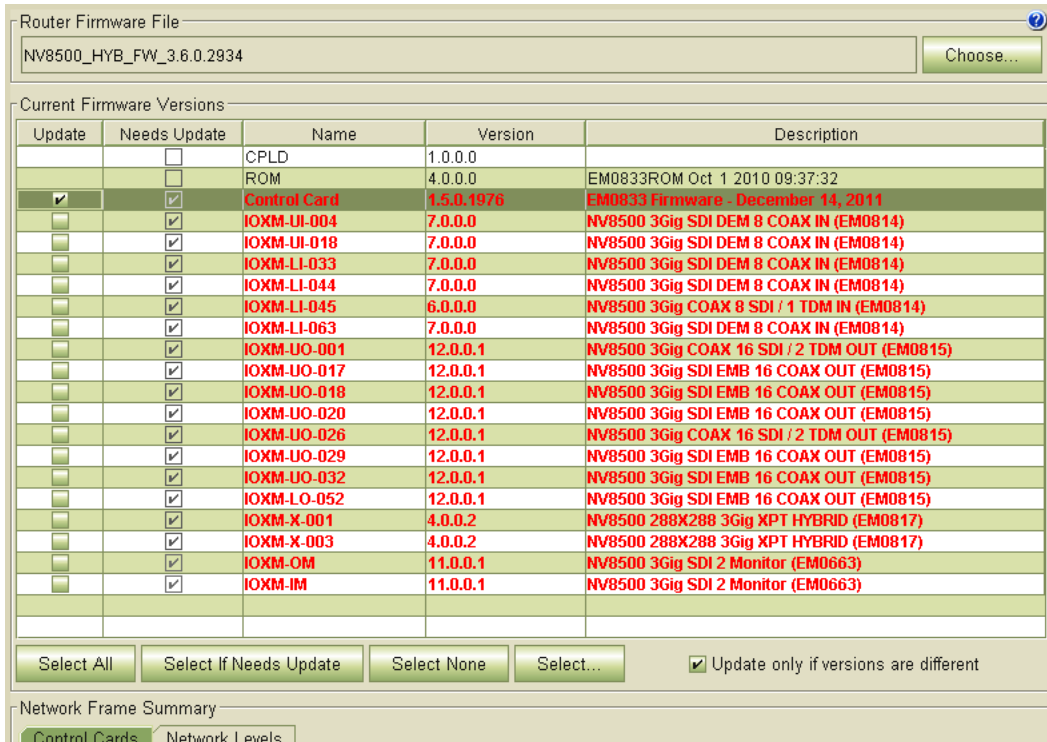 Router Firmware File
NV8500_HYB_FW_3.6.0.2934 Choose...
Current Firmware Versions
Update Needs Update Name Version Description
CPLD 1.0.0.0
ROM 4.0.0.0 EM0833ROM Oct 1 2010 09:37:32
Control Card 1.5.0.1976 EM0833 Firmware - December 14, 2011
IOXM-UI-004 7.0.0.0 NV8500 3Gig SDI DEM 8 COAX IN (EM0814)
IOXM-UI-018 7.0.0.0 NV8500 3Gig SDI DEM 8 COAX IN (EM0814)
IOXM-LI-033 7.0.0.0 NV8500 3Gig SDI DEM 8 COAX IN (EM0814)
IOXM-LI-044 7.0.0.0 NV8500 3Gig SDI DEM 8 COAX IN (EM0814)
IOXM-LI-045 6.0.0.0 NV8500 3Gig COAX 8 SDI / 1 TDM IN (EM0814)
IOXM-LI-063 7.0.0.0 NV8500 3Gig SDI DEM 8 COAX IN (EM0814)
IOXM-UO-001 12.0.0.1 NV8500 3Gig COAX 16 SDI / 2 TDM OUT (EM0815)
IOXM-UO-017 12.0.0.1 NV8500 3Gig SDI EMB 16 COAX OUT (EM0815)
IOXM-UO-018 12.0.0.1 NV8500 3Gig SDI EMB 16 COAX OUT (EM0815)
IOXM-UO-020 12.0.0.1 NV8500 3Gig SDI EMB 16 COAX OUT (EM0815)
IOXM-UO-026 12.0.0.1 NV8500 3Gig COAX 16 SDI / 2 TDM OUT (EM0815)
IOXM-UO-029 12.0.0.1 NV8500 3Gig SDI EMB 16 COAX OUT (EM0815)
IOXM-UO-032 12.0.0.1 NV8500 3Gig SDI EMB 16 COAX OUT (EM0815)
IOXM-LO-052 12.0.0.1 NV8500 3Gig SDI EMB 16 COAX OUT (EM0815)
IOXM-X-001 4.0.0.2 NV8500 288X288 3Gig XPT HYBRID (EM0817)
IOXM-X-003 4.0.0.2 NV8500 288X288 3Gig XPT HYBRID (EM0817)
IOXM-OM 11.0.0.1 NV8500 3Gig SDI 2 Monitor (EM0663)
IOXM-IM 11.0.0.1 NV8500 3Gig SDI 2 Monitor (EM0663)
Select All Select If Needs Update Select None Select... Update only if versions are different
Network Frame Summary
Control Cards Network Levels